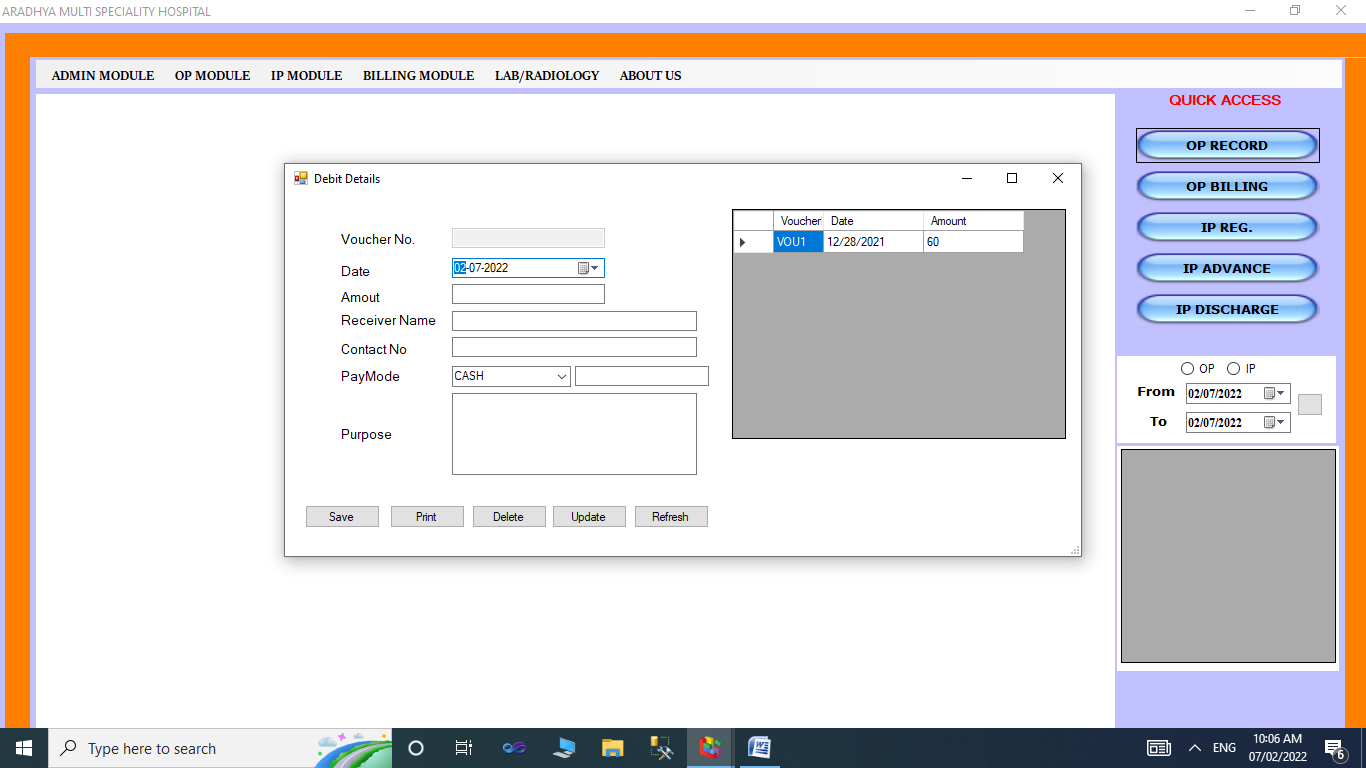 ARADHYA MULTI SPECIALITY HOSPITAL
ADMIN MODULE OP MODULE IP MODULE BILLING MODULE LAB/RADIOLOGY ABOUT US
QUICK ACCESS
OP RECORD
OP BILLING
IP REG.
IP ADVANCE
IP DISCHARGE
OP IP
From 02/07/2022
To 02/07/2022
Debit Details
Voucher No.
Date 02-07-2022
Amout
Receiver Name
Contact No
PayMode CASH
Purpose
Save Print Delete Update Refresh
Voucher Date Amount
VOU1 12/28/2021 60
Type here to search
ENG
10:06 AM
07/02/2022
6